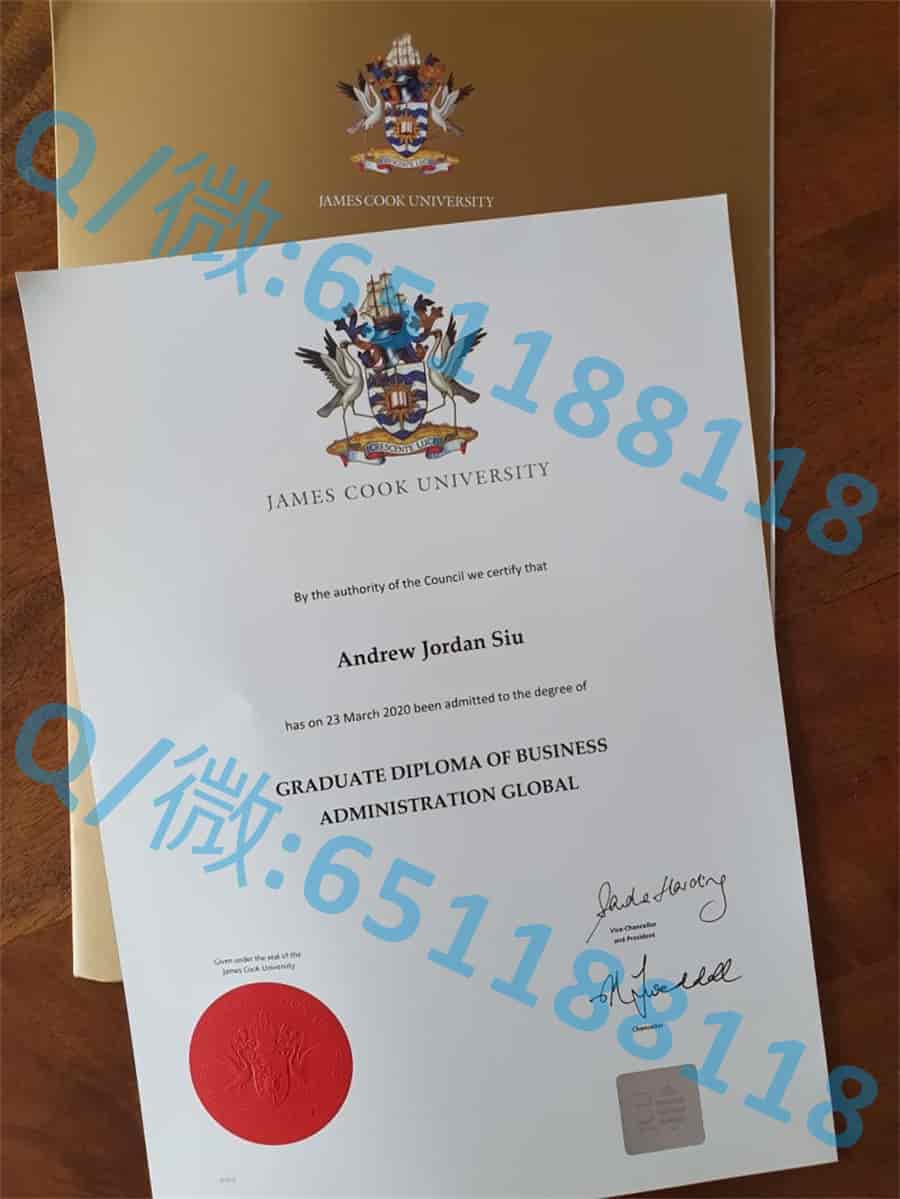 JAMES COOK UNIVERSITY
Q/微:651188118
CRESCENTE LUCE
JAMES COOK UNIVERSITY
By the authority of the Council we certify that
Andrew Jordan Siu
has on 23 March 2020 been admitted to the degree of
GRADUATE DIPLOMA OF BUSINESS
ADMINISTRATION GLOBAL
Q/微:651188118
Vice-Chancellor
and President
Given under the seal of the
James Cook University
Chancellor